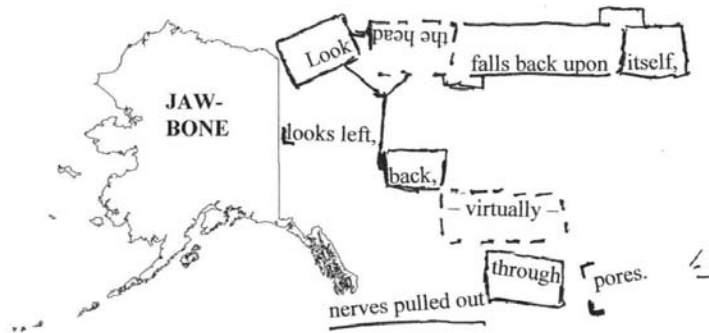 Look the head falls back upon itself,
JAW-
BONE
looks left,
back,
– virtually –
through pores.
nerves pulled out